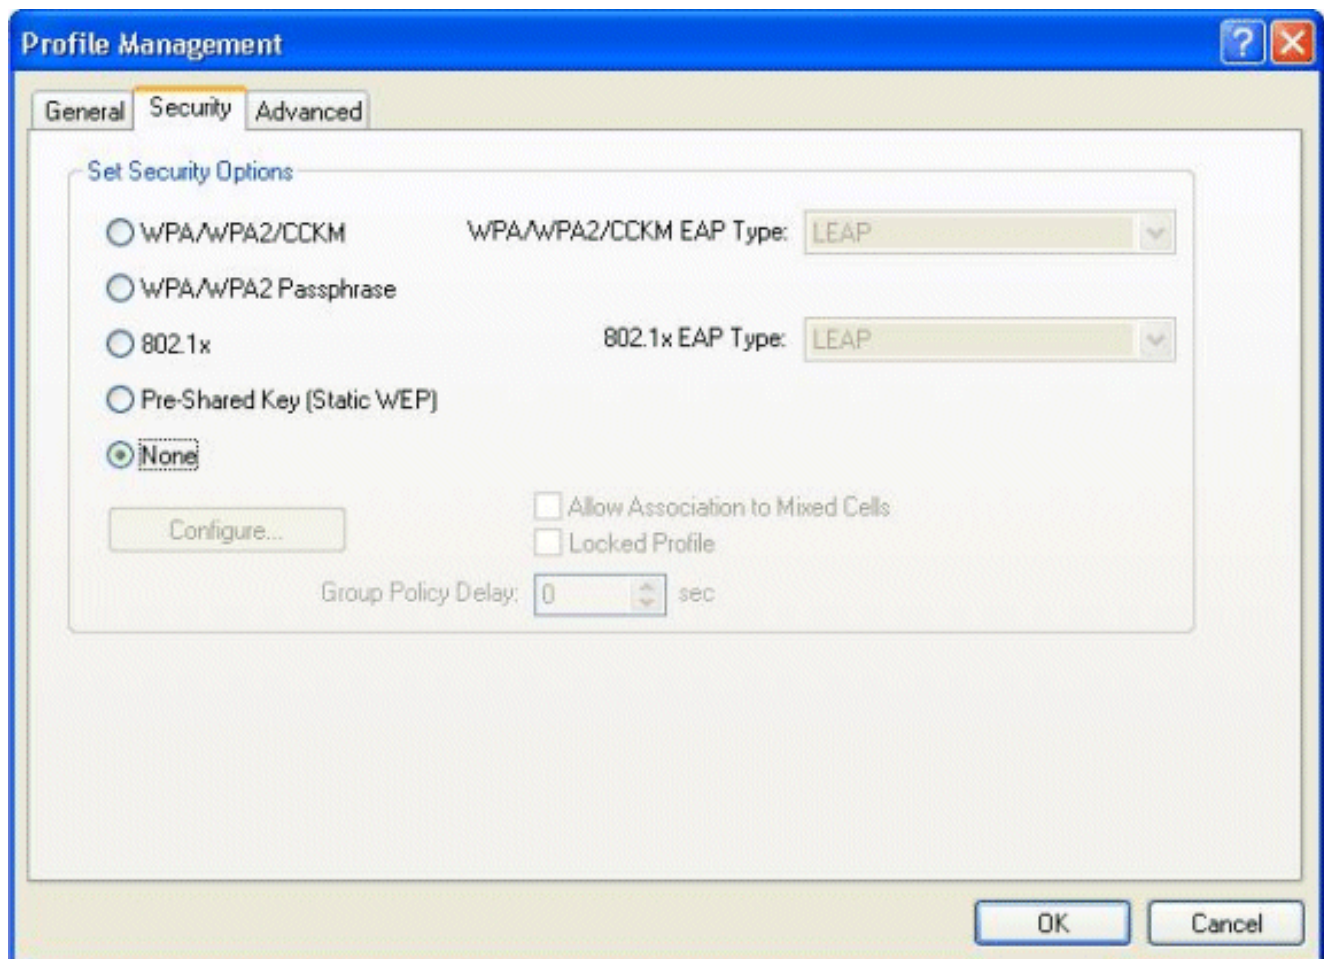 Profile Management
General Security Advanced
Set Security Options
WPA/WPA2/CCKM WPA/WPA2/CCKM EAP Type: LEAP
WPA/WPA2 Passphrase
802.1x 802.1x EAP Type: LEAP
Pre-Shared Key (Static WEP)
None
Configure... Allow Association to Mixed Cells
Locked Profile
Group Policy Delay: 0 sec
OK Cancel